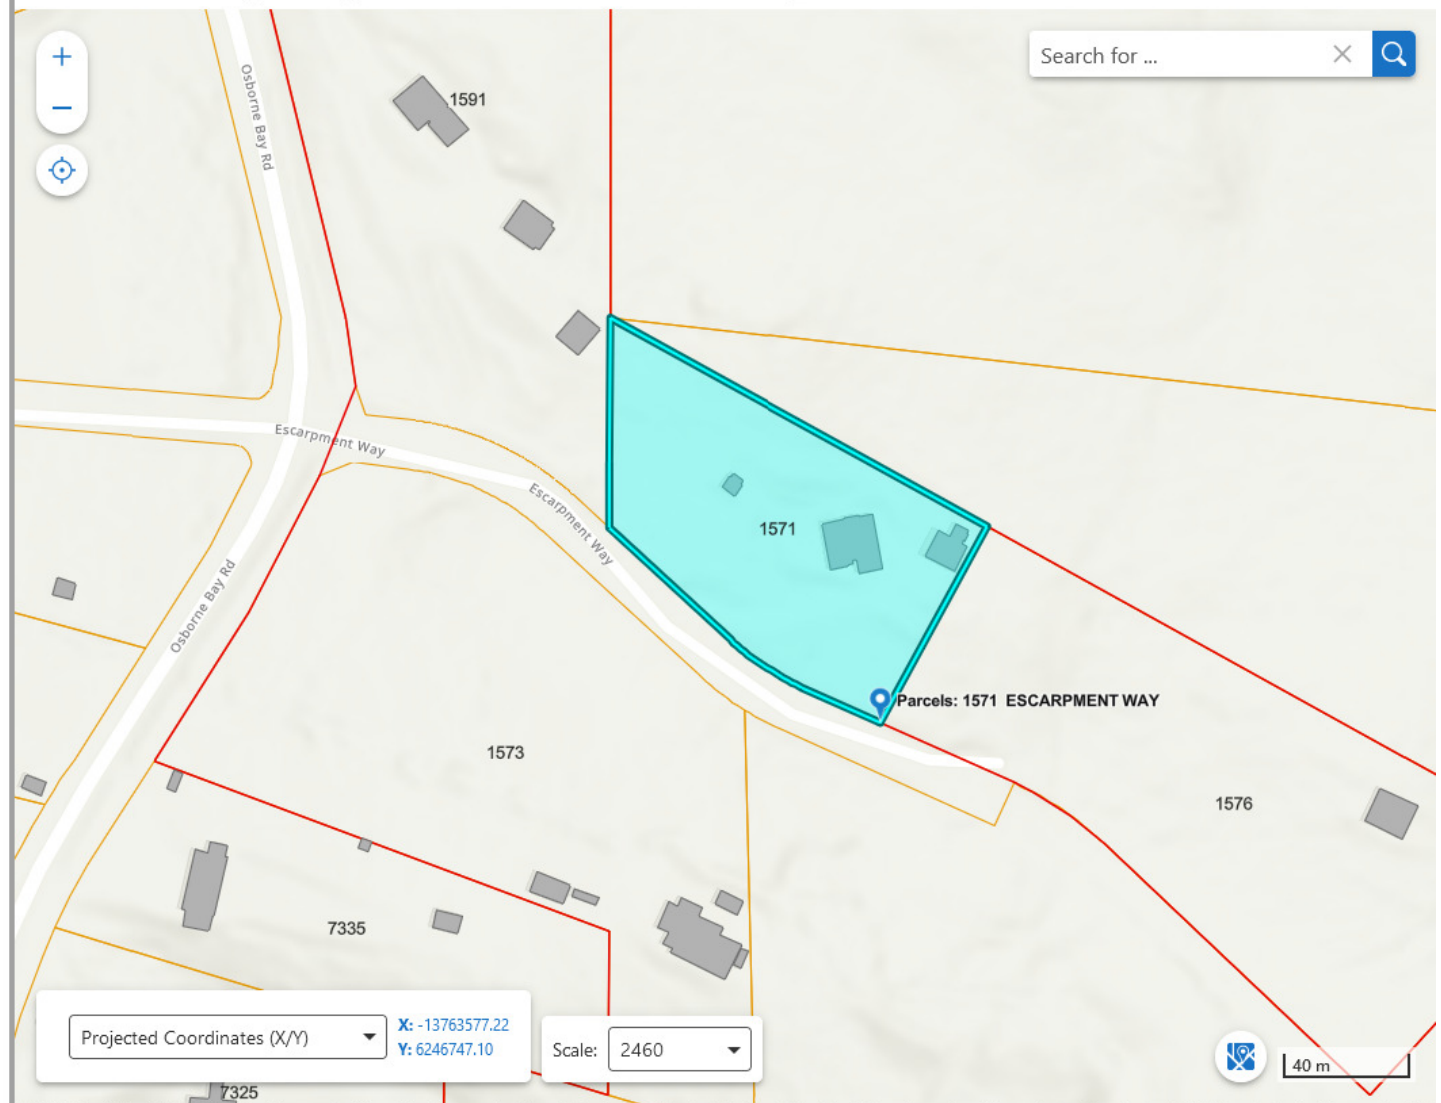 +
Search for ...
−
Osborne Bay Rd
1591
Escarpment Way
Escarpment Way
1571
Osborne Bay Rd
Parcels: 1571 ESCARPMENT WAY
1573
1576
7335
Projected Coordinates (X/Y)
X: -13763577.22
Y: 6246747.10
Scale: 2460
40 m
7325